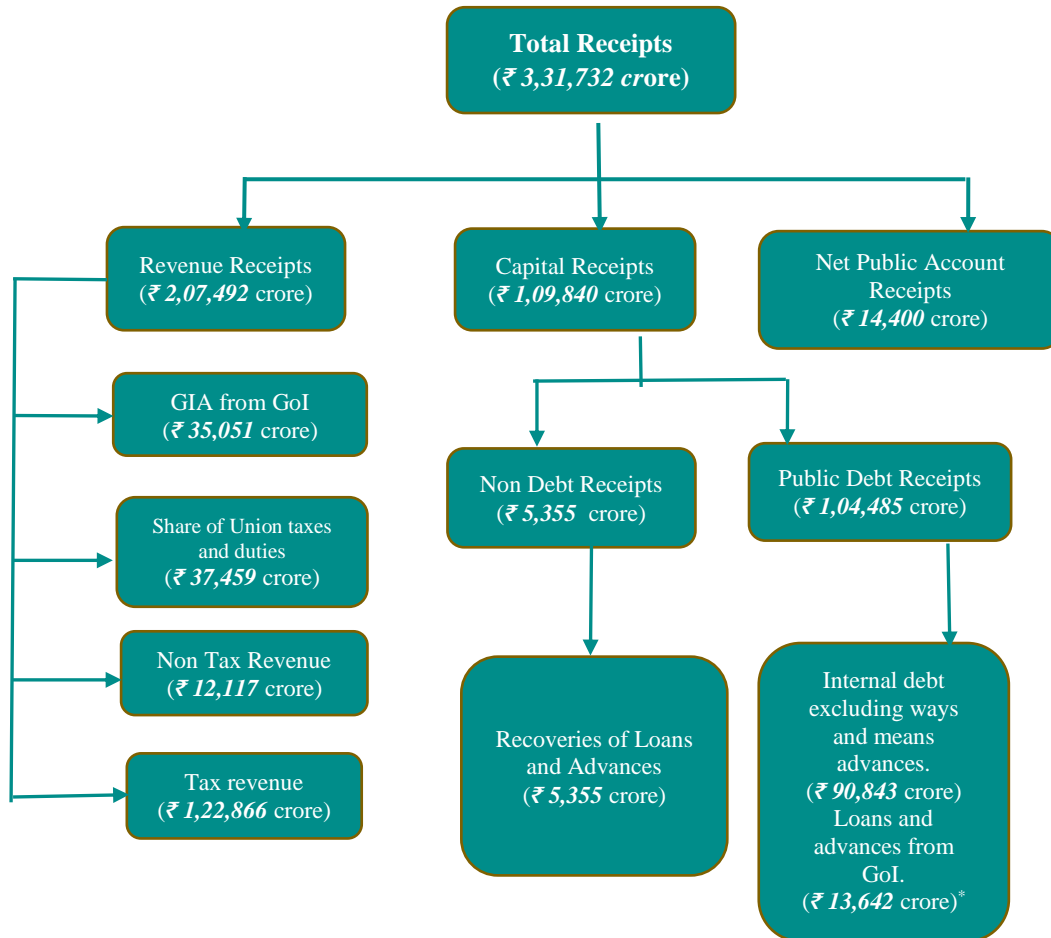 Total Receipts
(₹ 3,31,732 crore)
Revenue Receipts
(₹ 2,07,492 crore)
Capital Receipts
(₹ 1,09,840 crore)
Net Public Account
Receipts
(₹ 14,400 crore)
GIA from GoI
(₹ 35,051 crore)
Share of Union taxes
and duties
(₹ 37,459 crore)
Non Tax Revenue
(₹ 12,117 crore)
Tax revenue
(₹ 1,22,866 crore)
Non Debt Receipts
(₹ 5,355 crore)
Public Debt Receipts
(₹ 1,04,485 crore)
Recoveries of Loans
and Advances
(₹ 5,355 crore)
Internal debt
excluding ways
and means
advances.
(₹ 90,843 crore)
Loans and
advances from
GoI.
(₹ 13,642 crore)*